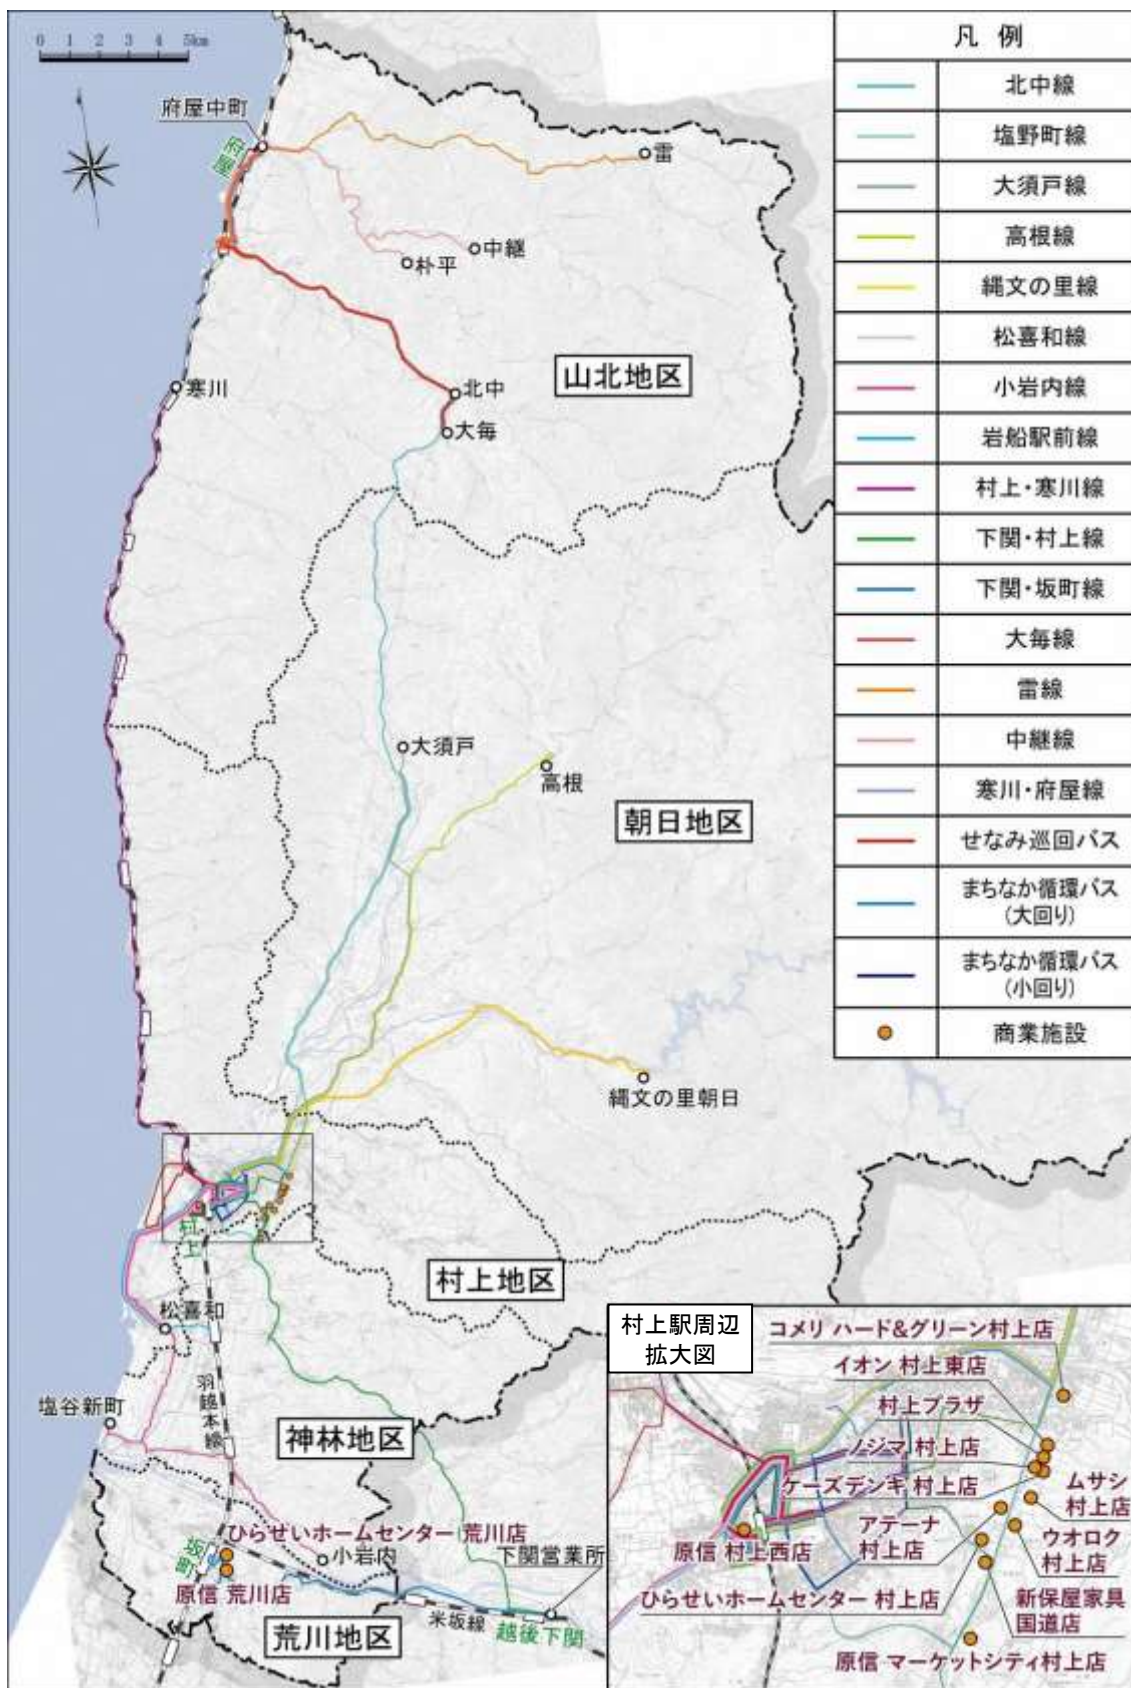 0 1 2 3 4 5km
凡 例
北中線
塩野町線
大須戸線
高根線
縄文の里線
松喜和線
小岩内線
岩船駅前線
村上・寒川線
下関・村上線
下関・坂町線
大毎線
雷線
中継線
寒川・府屋線
せなみ巡回バス
まちなか循環バス
(大回り)
まちなか循環バス
(小回り)
商業施設
府屋中町
府屋
雷
中継
朴平
山北地区
寒川
北中
大毎
大須戸
高根
朝日地区
縄文の里朝日
村上
村上地区
松喜和
羽越本線
塩谷新町
神林地区
ひらせいホームセンター 荒川店
坂町
小岩内
下関営業所
原信 荒川店
米坂線
越後下関
荒川地区
村上駅周辺
拡大図
コメリ ハード&グリーン村上店
イオン 村上東店
村上プラザ
ノジマ 村上店
ケーズデンキ 村上店
ムサシ
村上店
アテーナ
村上店
ウオロク
村上店
原信 村上西店
ひらせいホームセンター 村上店
新保屋家具
国道店
原信 マーケットシティ村上店